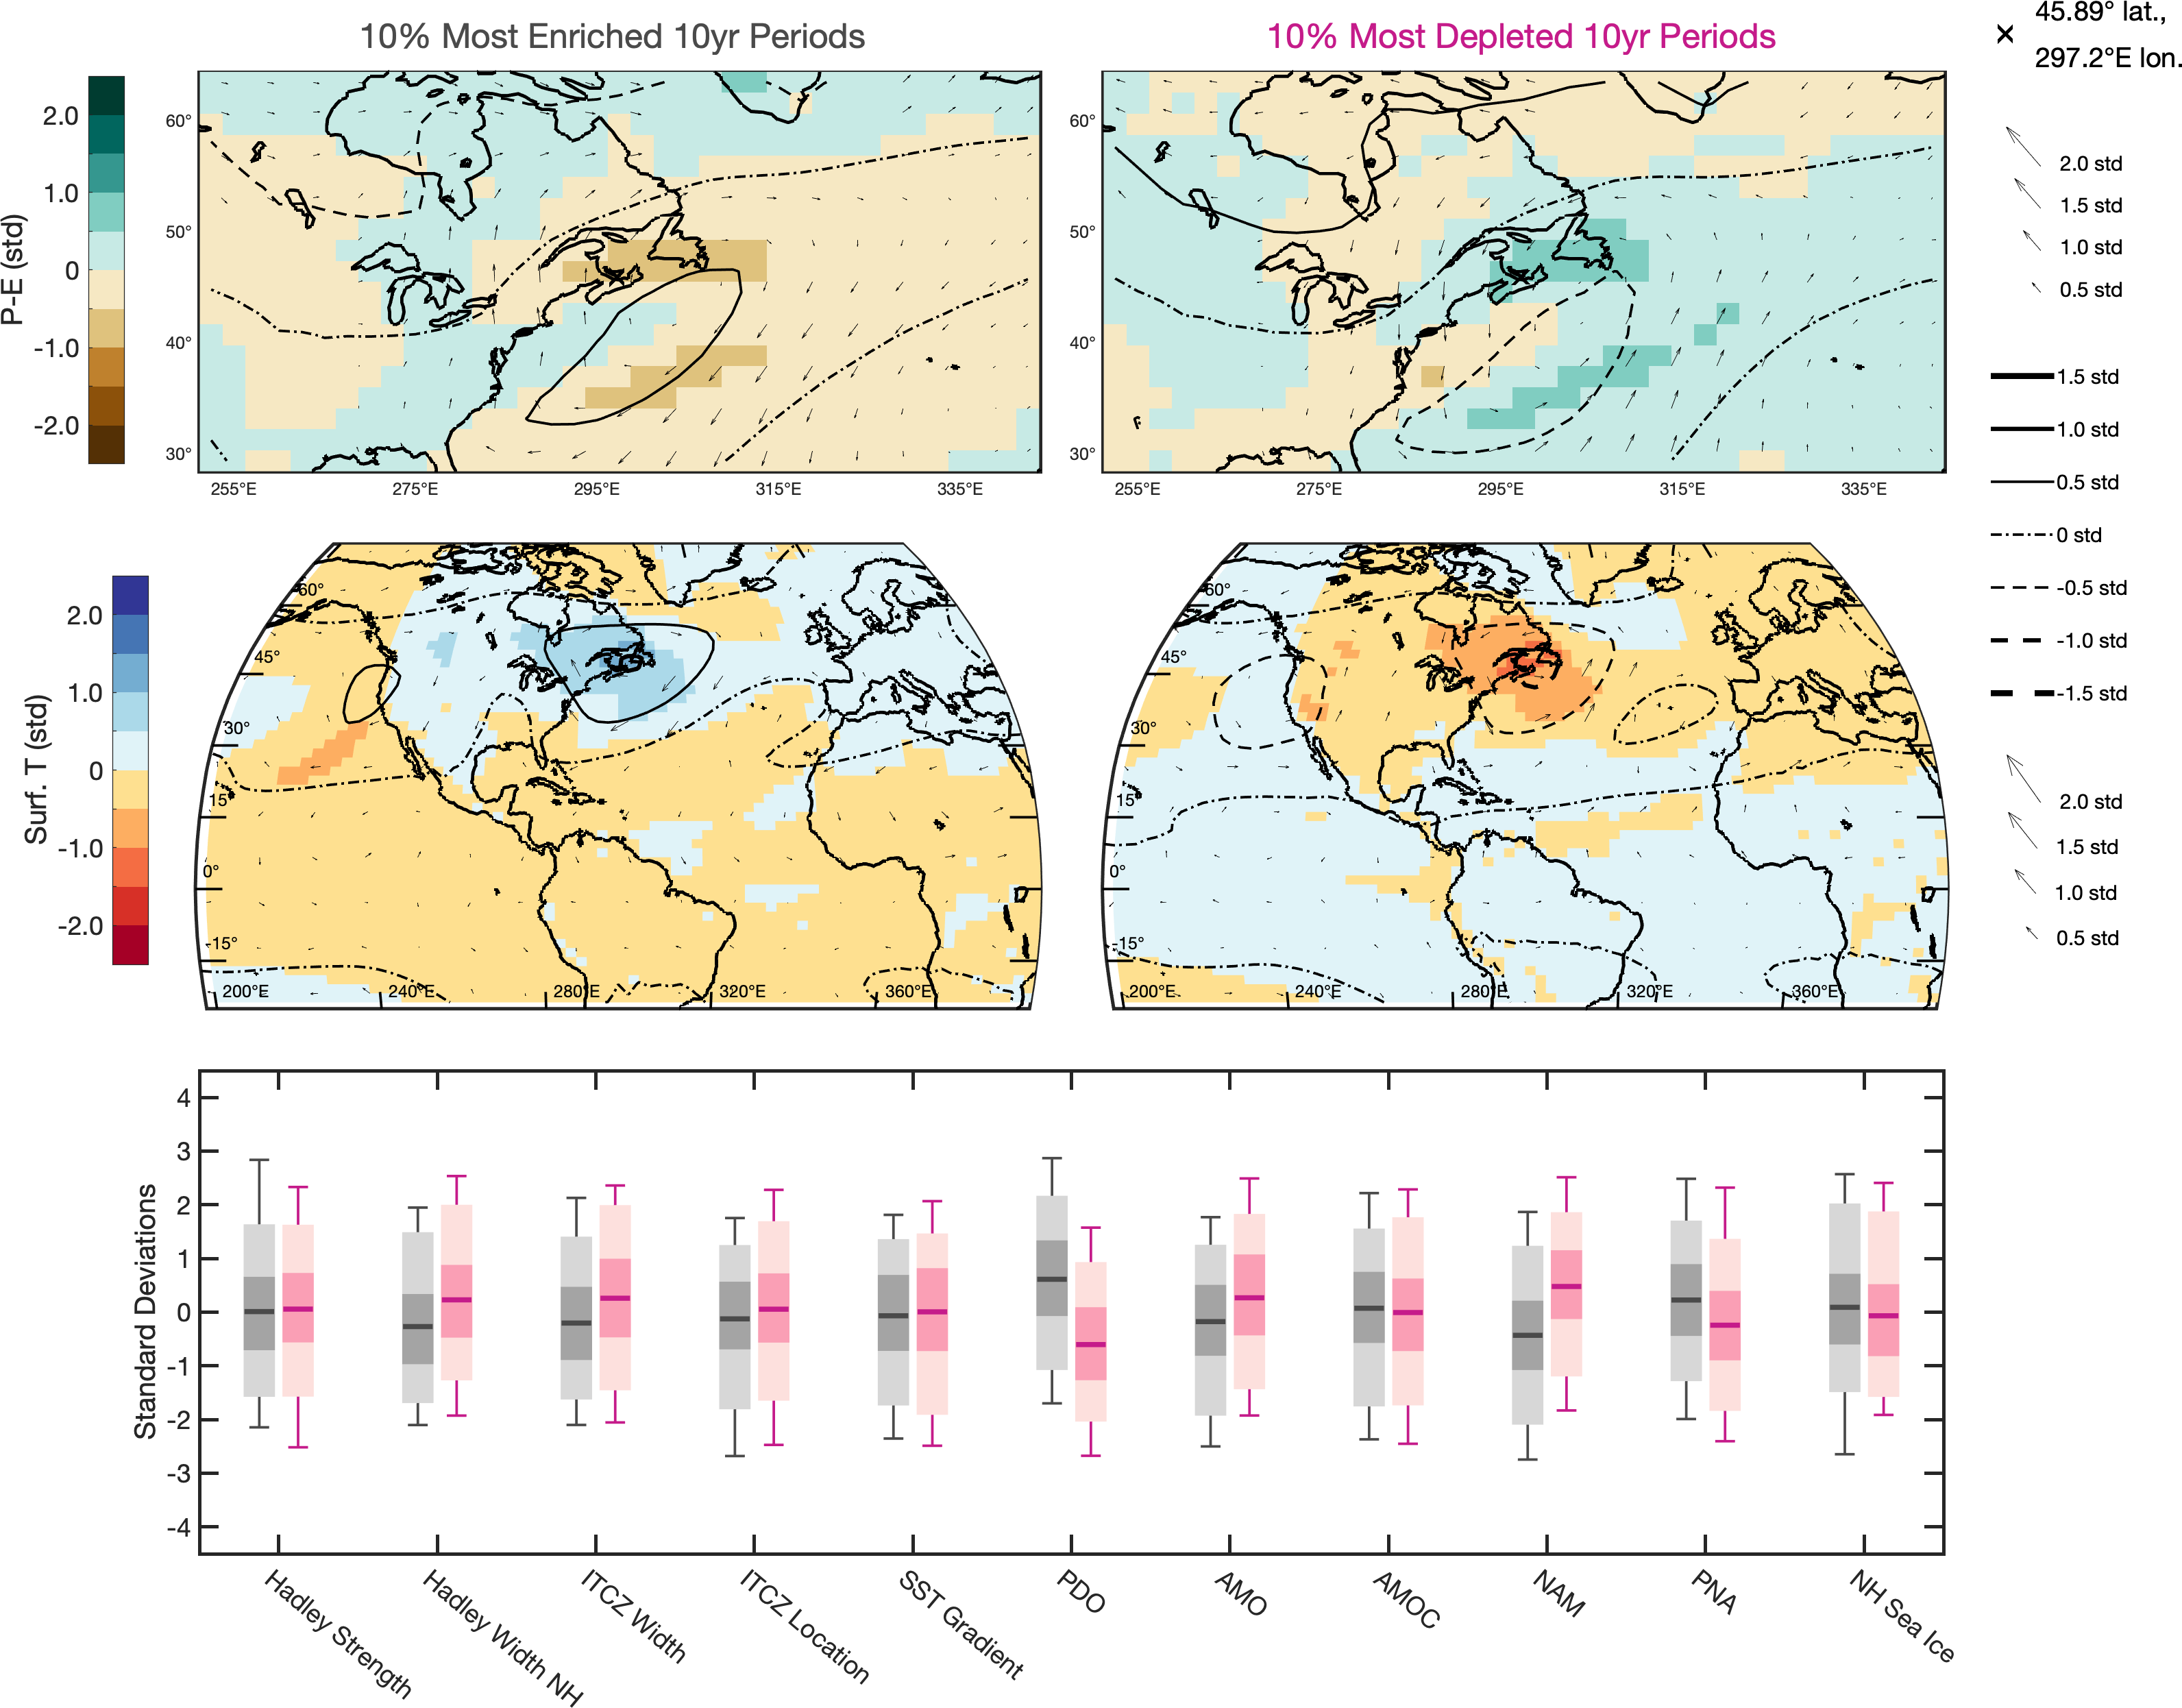 10% Most Enriched 10yr Periods
10% Most Depleted 10yr Periods
45.89° lat.,
297.2°E lon.
P-E (std)
2.0
1.0
0
-1.0
-2.0
60°
50°
40°
30°
255°E 275°E 295°E 315°E 335°E
60°
50°
40°
30°
255°E 275°E 295°E 315°E 335°E
2.0 std
1.5 std
1.0 std
0.5 std
1.5 std
1.0 std
0.5 std
0 std
-0.5 std
-1.0 std
-1.5 std
2.0 std
1.5 std
1.0 std
0.5 std
Surf. T (std)
2.0
1.0
0
-1.0
-2.0
60°
45°
30°
15°
0°
-15°
200°E 240°E 280°E 320°E 360°E
60°
45°
30°
15°
0°
-15°
200°E 240°E 280°E 320°E 360°E
Standard Deviations
4
3
2
1
0
-1
-2
-3
-4
Hadley Strength
Hadley Width NH
ITCZ Width
ITCZ Location
SST Gradient
PDO
AMO
AMOC
NAM
PNA
NH Sea Ice